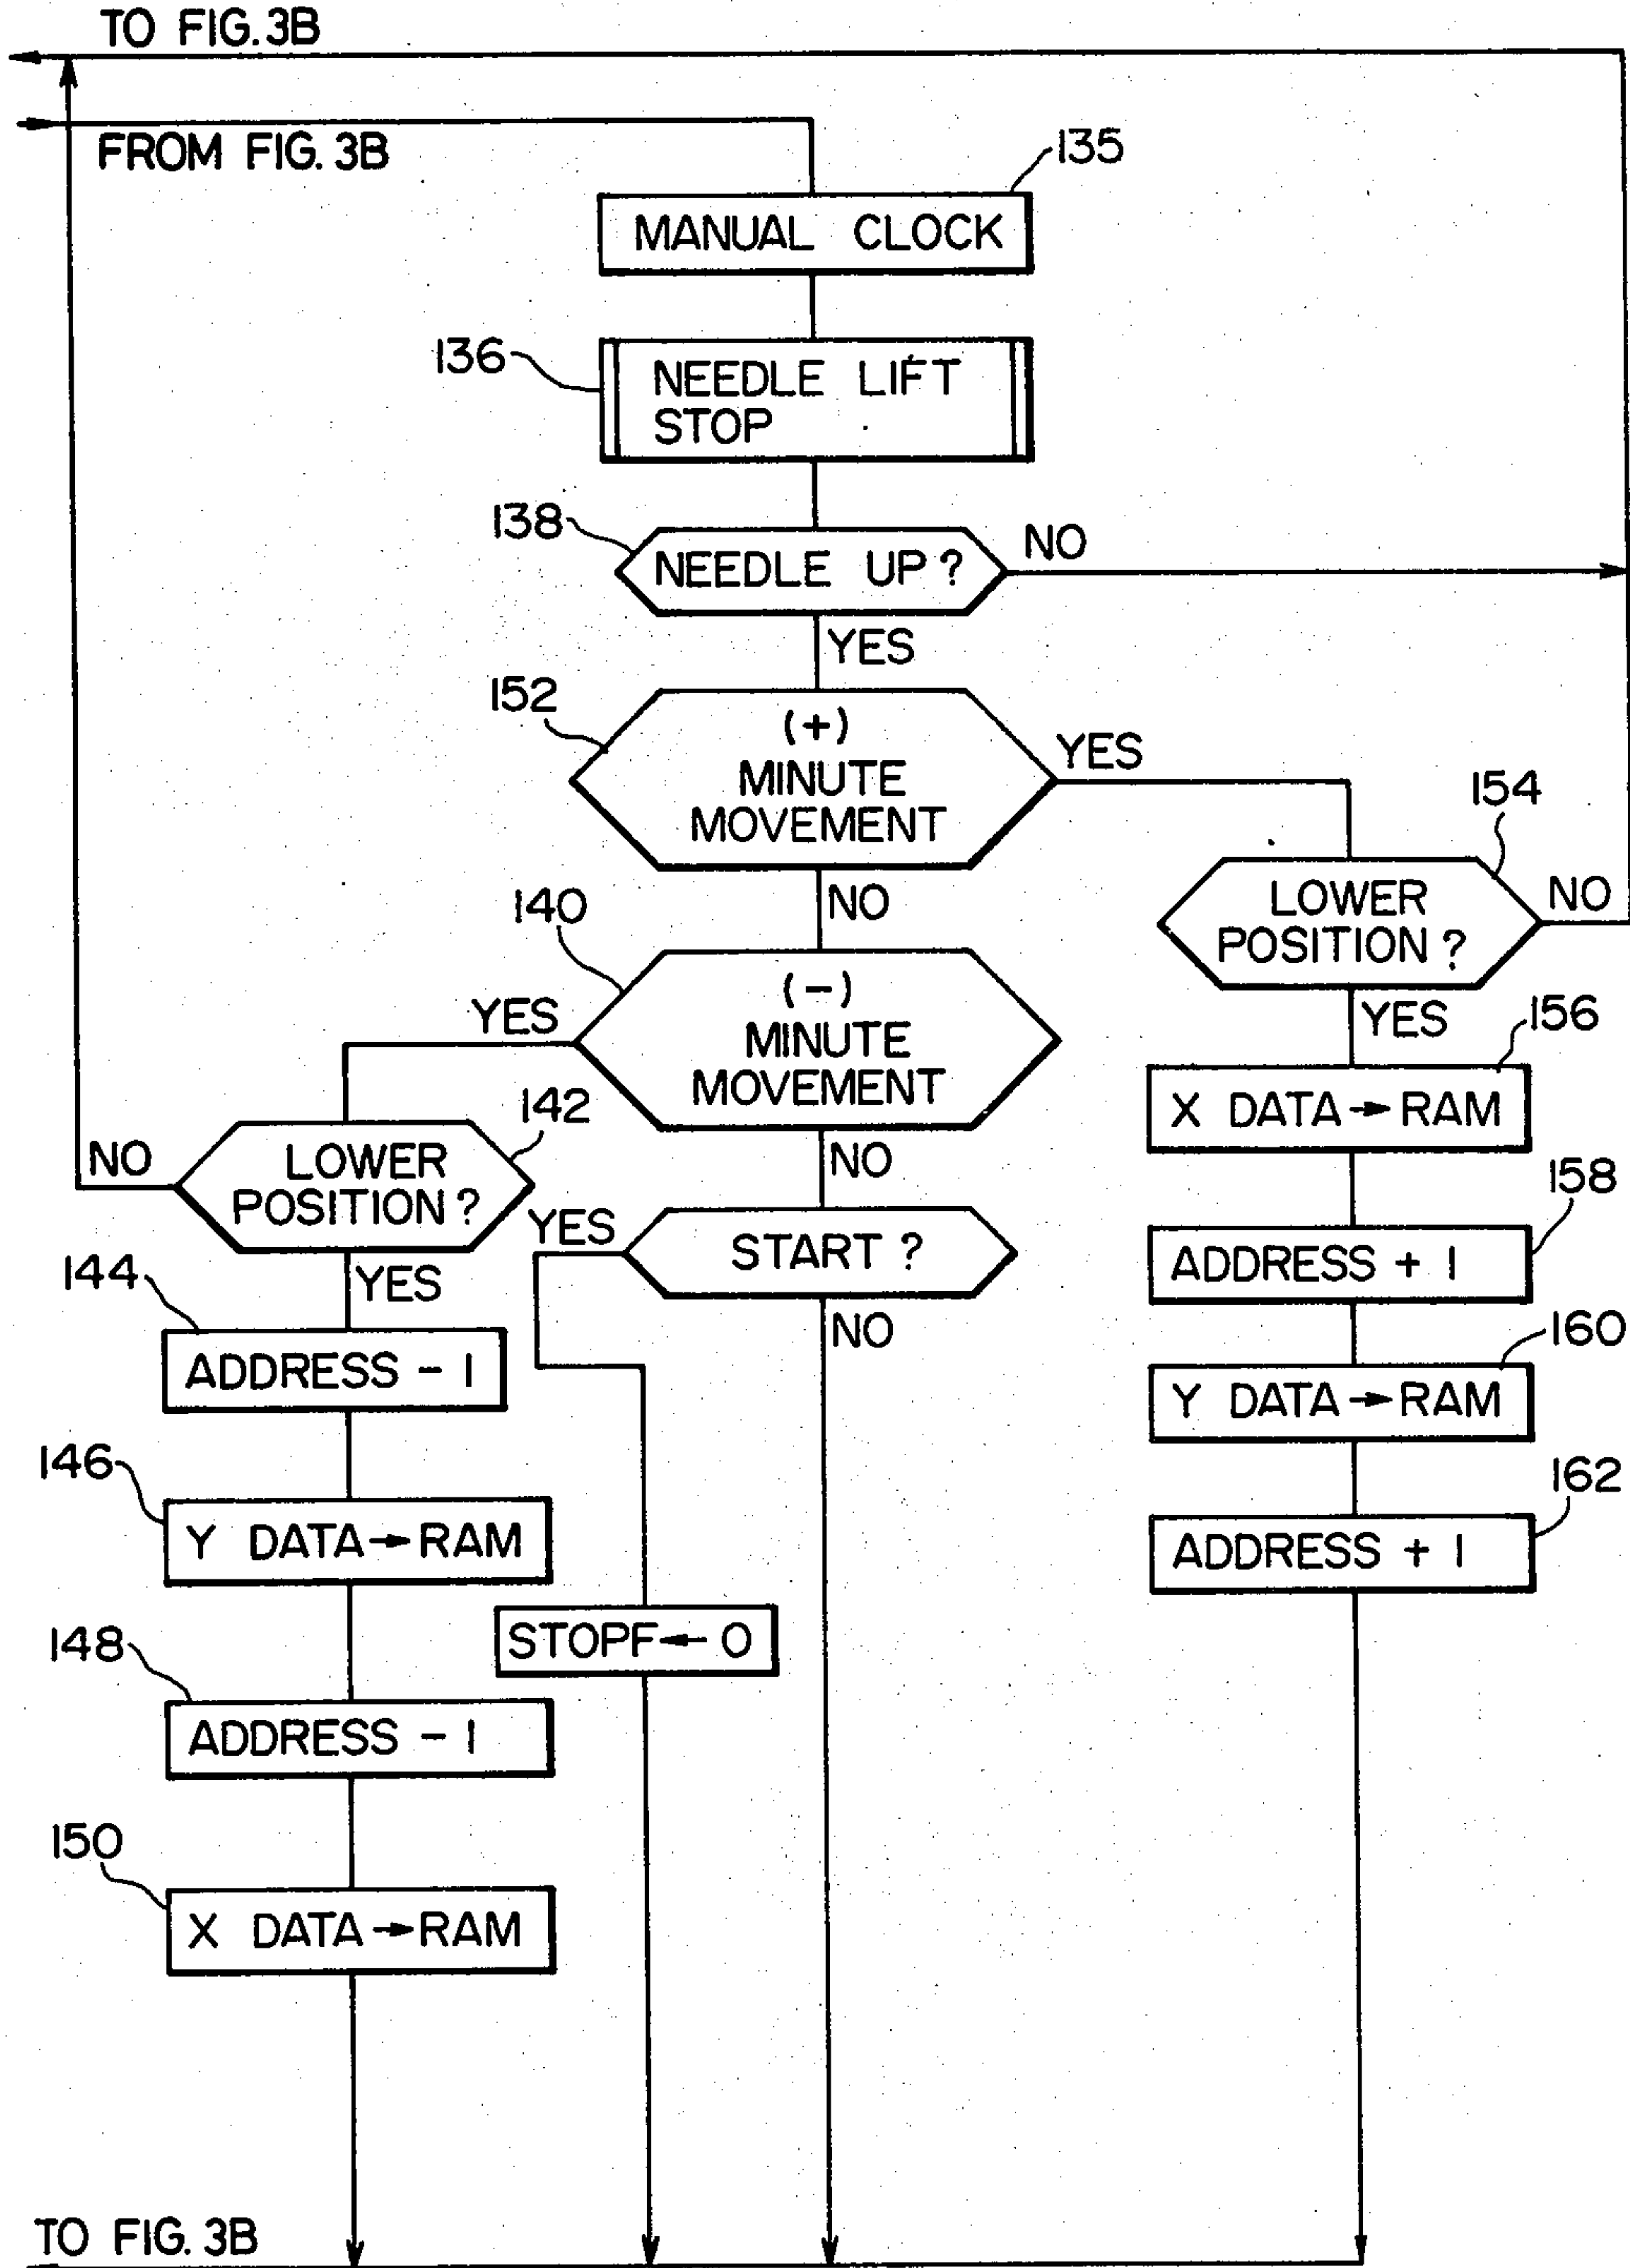 TO FIG. 3B
FROM FIG. 3B
135
MANUAL CLOCK
136
NEEDLE LIFT
STOP
138
NEEDLE UP?
NO
YES
152
(+)
MINUTE
MOVEMENT
YES
NO
154
LOWER
POSITION?
NO
YES
140
(-)
MINUTE
MOVEMENT
YES
NO
142
LOWER
POSITION?
NO
YES
START?
YES
NO
156
X DATA→RAM
158
ADDRESS + 1
160
Y DATA→RAM
162
ADDRESS + 1
144
ADDRESS - 1
146
Y DATA→RAM
148
ADDRESS - 1
150
X DATA→RAM
STOPF←0
TO FIG. 3B